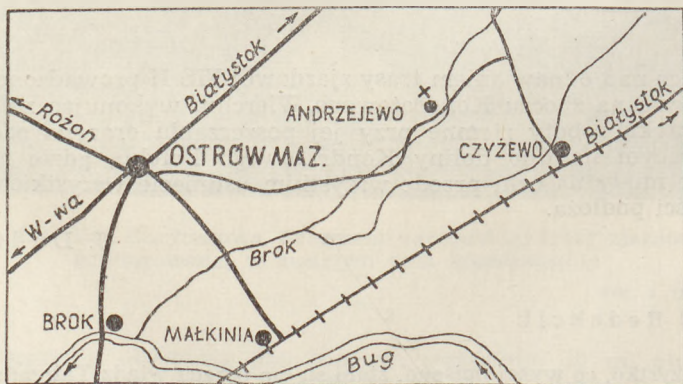 Białystok
Rożon
ANDRZEJEWO
OSTRÓW MAZ.
CZYŻEWO
Białystok
W-wa
Brok
BROK
MAŁKINIA
Bug